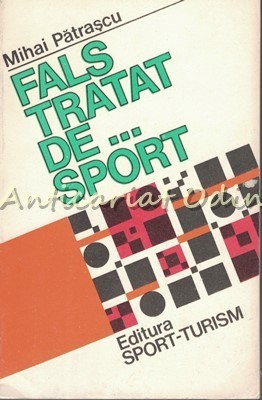 Mihai Pătrașcu
FALS
TRATAT
DE...
SPORT
Anticariat Odin
Editura
SPORT-TURISM